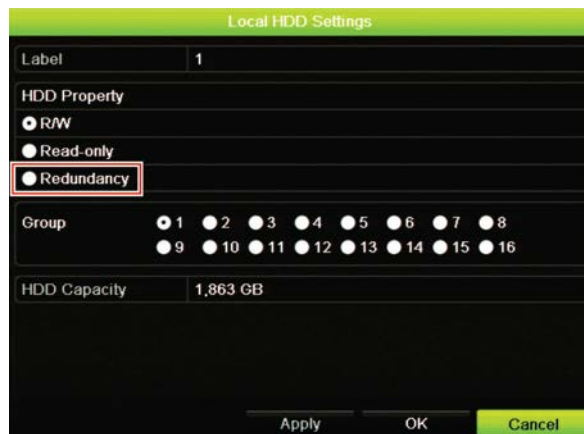 Local HDD Settings
Label 1
HDD Property
R/W
Read-only
Redundancy
Group 1 2 3 4 5 6 7 8
9 10 11 12 13 14 15 16
HDD Capacity 1,863 GB
Apply OK Cancel